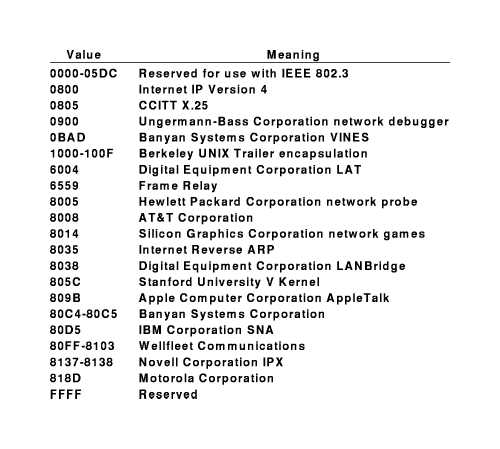 Value Meaning
0000-05DC Reserved for use with IEEE 802.3
0800 Internet IP Version 4
0805 CCITT X.25
0900 Ungermann-Bass Corporation network debugger
0BAD Banyan Systems Corporation VINES
1000-100F Berkeley UNIX Trailer encapsulation
6004 Digital Equipment Corporation LAT
6559 Frame Relay
8005 Hewlett Packard Corporation network probe
8008 AT&T Corporation
8014 Silicon Graphics Corporation network games
8035 Internet Reverse ARP
8038 Digital Equipment Corporation LANBridge
805C Stanford University V Kernel
809B Apple Computer Corporation AppleTalk
80C4-80C5 Banyan Systems Corporation
80D5 IBM Corporation SNA
80FF-8103 Wellfleet Communications
8137-8138 Novell Corporation IPX
818D Motorola Corporation
FFFF Reserved